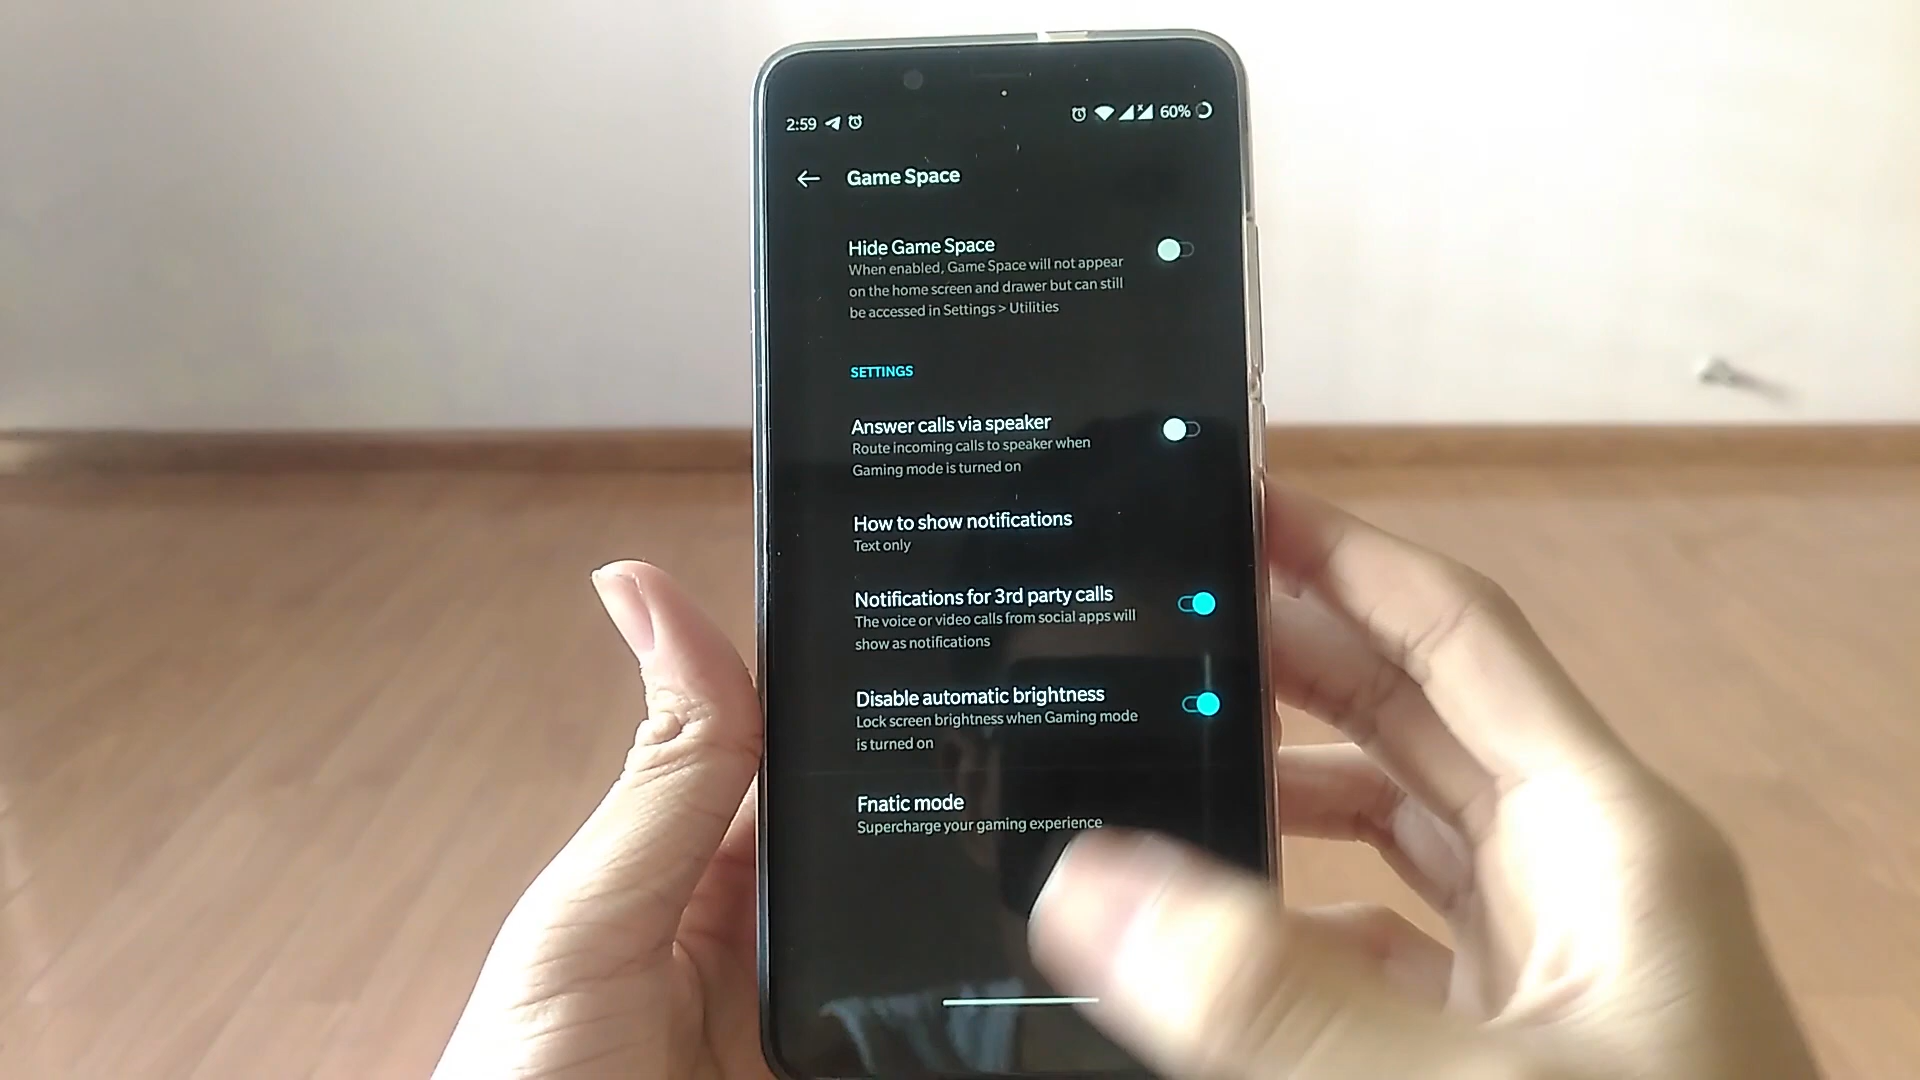 2:59
60%
Game Space
Hide Game Space
When enabled, Game Space will not appear
on the home screen and drawer but can still
be accessed in Settings > Utilities
SETTINGS
Answer calls via speaker
Route incoming calls to speaker when
Gaming mode is turned on
How to show notifications
Text only
Notifications for 3rd party calls
The voice or video calls from social apps will
show as notifications
Disable automatic brightness
Lock screen brightness when Gaming mode
is turned on
Fnatic mode
Supercharge your gaming experience